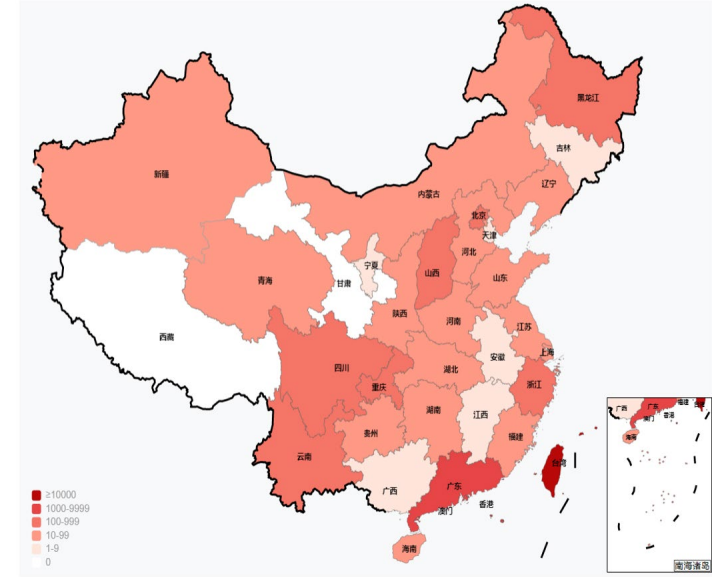 黑龙江
吉林
辽宁
新疆
内蒙古
北京
天津
河北
宁夏
青海
甘肃
山西
山东
陕西
河南
江苏
西藏
上海
安徽
四川
湖北
重庆
浙江
湖南
江西
贵州
福建
云南
台湾
广东
广西
香港
澳门
海南
≥10000
1000-9999
100-999
10-99
1-9
0
广西
广东
福建
台湾
澳门
香港
海南
南海诸岛